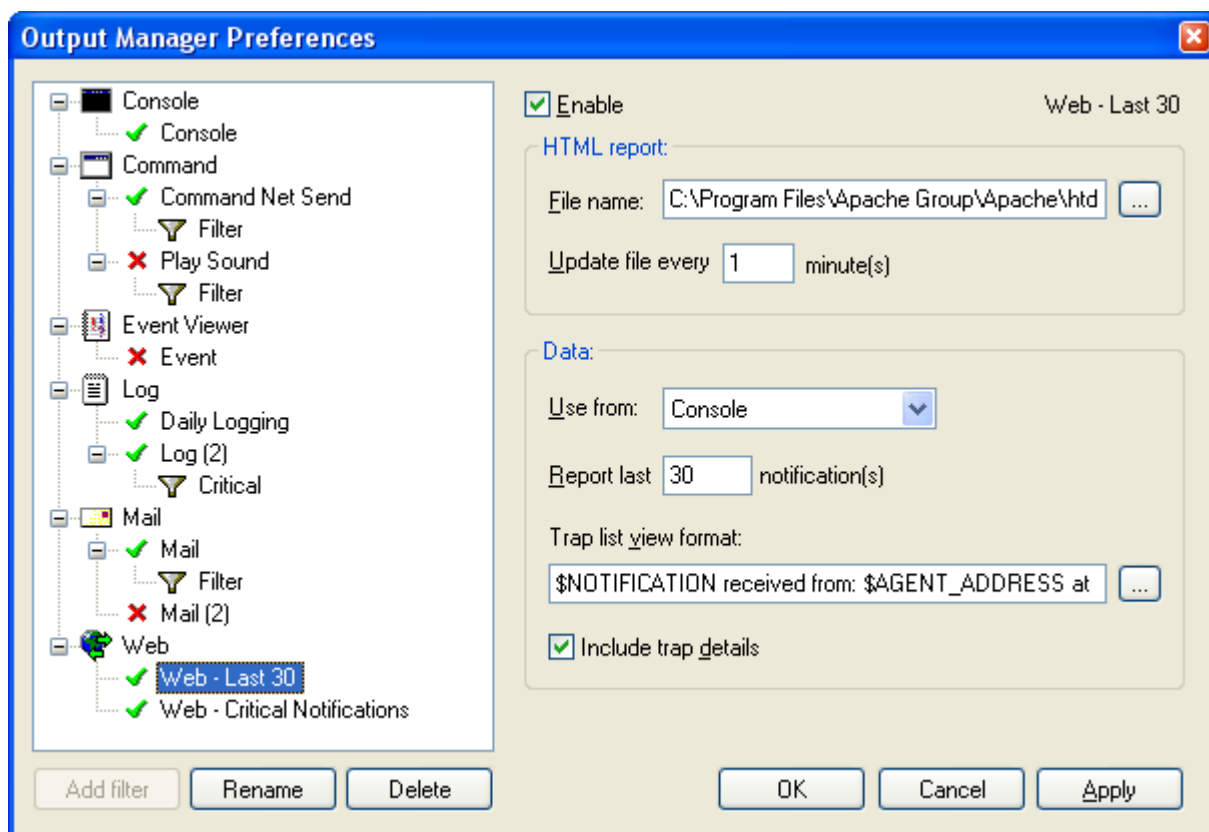 Output Manager Preferences
Console
Console
Command
Command Net Send
Filter
Play Sound
Filter
Event Viewer
Event
Log
Daily Logging
Log (2)
Critical
Mail
Mail
Filter
Mail (2)
Web
Web - Last 30
Web - Critical Notifications
Add filter
Rename
Delete
Enable
Web - Last 30
HTML report:
File name: C:\Program Files\Apache Group\Apache\htd ...
Update file every 1 minute(s)
Data:
Use from: Console
Report last 30 notification(s)
Trap list view format:
$NOTIFICATION received from: $AGENT_ADDRESS at ...
Include trap details
OK
Cancel
Apply